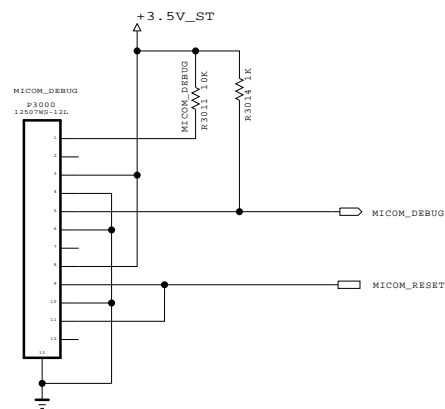 +3.5V_ST
MICOM_DEBUG
P3000
12507WS-12L
MICOM_DEBUG
R3011 10K
R3014 1K
1
2
3
4
5
6
7
8
9
10
11
12
13
MICOM_DEBUG
MICOM_RESET